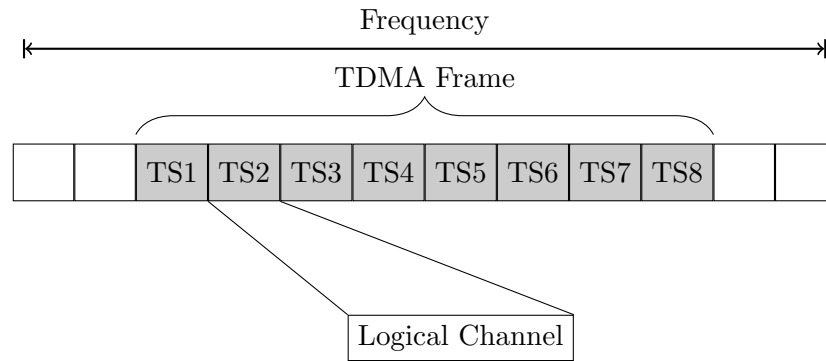 Frequency
TDMA Frame
TS1 TS2 TS3 TS4 TS5 TS6 TS7 TS8
Logical Channel